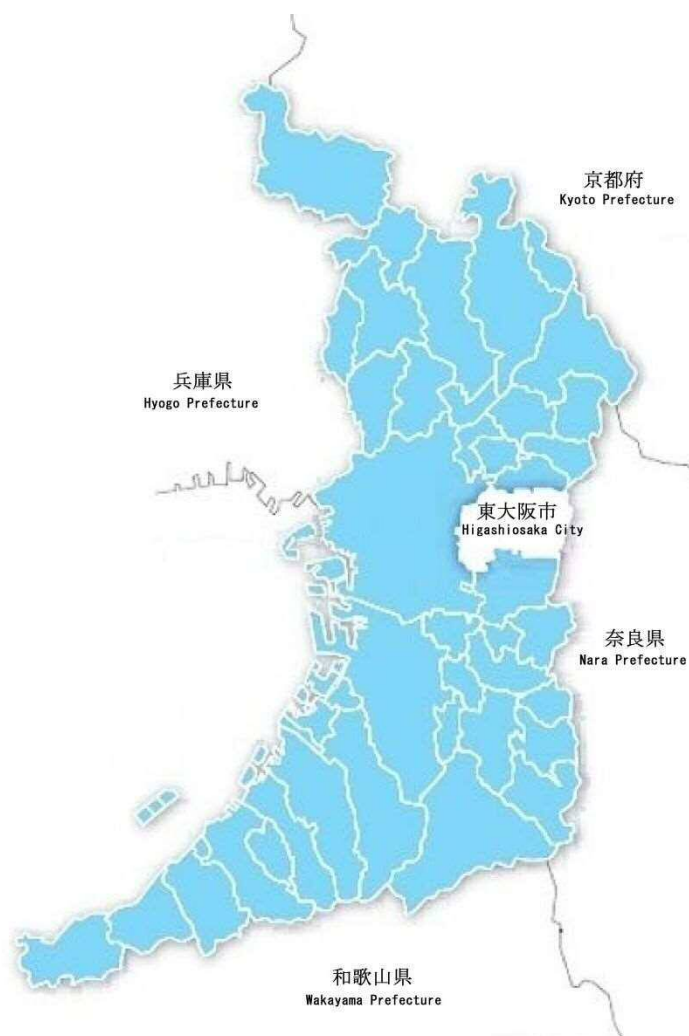 京都府
Kyoto Prefecture
兵庫県
Hyogo Prefecture
東大阪市
Higashiosaka City
奈良県
Nara Prefecture
和歌山県
Wakayama Prefecture